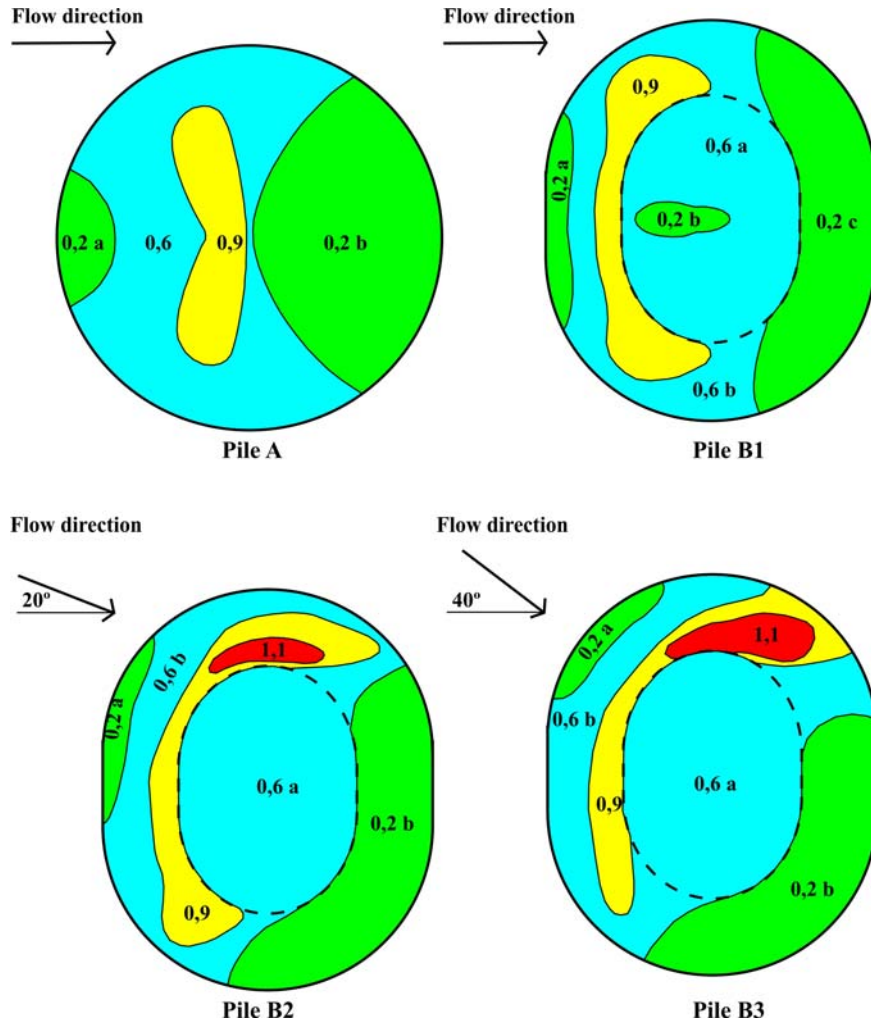 Flow direction
0,2 a
0,6
0,9
0,2 b
Pile A
Flow direction
0,9
0,6 a
0,2 a
0,2 b
0,2 c
0,6 b
Pile B1
Flow direction
20º
1,1
0,6 b
0,2 a
0,6 a
0,2 b
0,9
Pile B2
Flow direction
40º
1,1
0,2 a
0,6 b
0,6 a
0,9
0,2 b
Pile B3